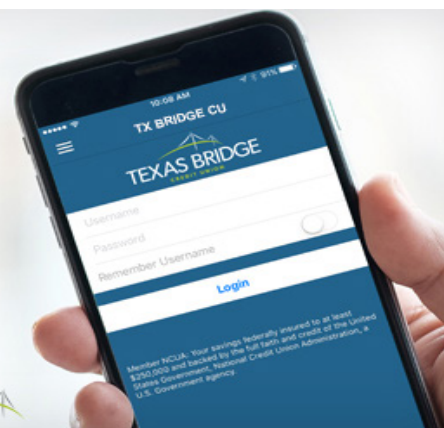 10:08 AM
91%
TX BRIDGE CU
TEXAS BRIDGE
CREDIT UNION
Username
Password
Remember Username
Login
Member NCUA. Your savings federally insured to at least
$250,000 and backed by the full faith and credit of the United
States Government, National Credit Union Administration, a
U.S. Government agency.